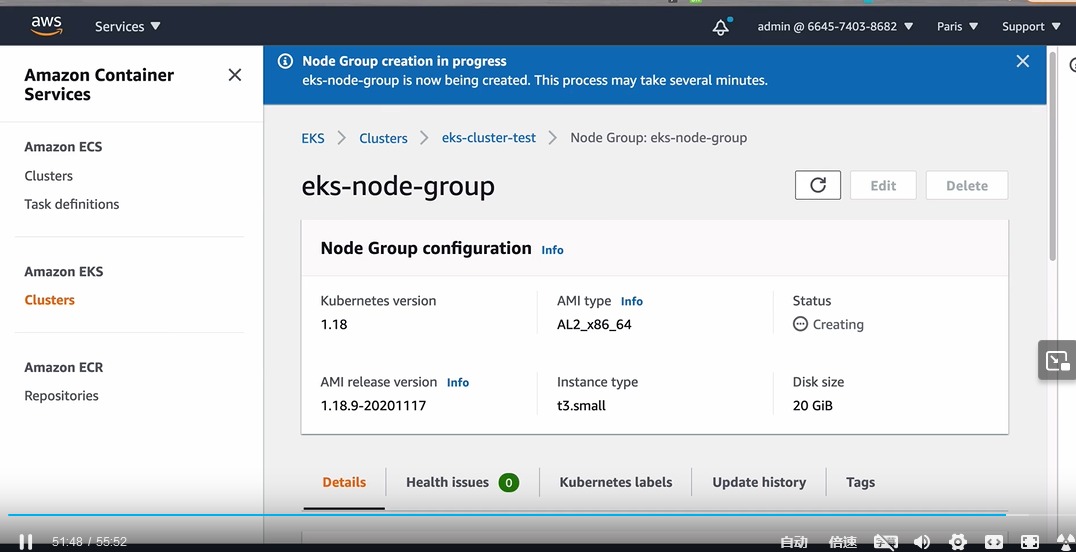 aws
Services ▼
admin @ 6645-7403-8682 ▼
Paris ▼
Support ▼
Amazon Container
Services
Amazon ECS
Clusters
Task definitions
Amazon EKS
Clusters
Amazon ECR
Repositories
Node Group creation in progress
eks-node-group is now being created. This process may take several minutes.
EKS > Clusters > eks-cluster-test > Node Group: eks-node-group
eks-node-group
Edit
Delete
Node Group configuration Info
Kubernetes version
1.18
AMI type Info
AL2_x86_64
Status
Creating
AMI release version Info
1.18.9-20201117
Instance type
t3.small
Disk size
20 GiB
Details
Health issues 0
Kubernetes labels
Update history
Tags
51:48 / 55:52
自动
倍速
字幕